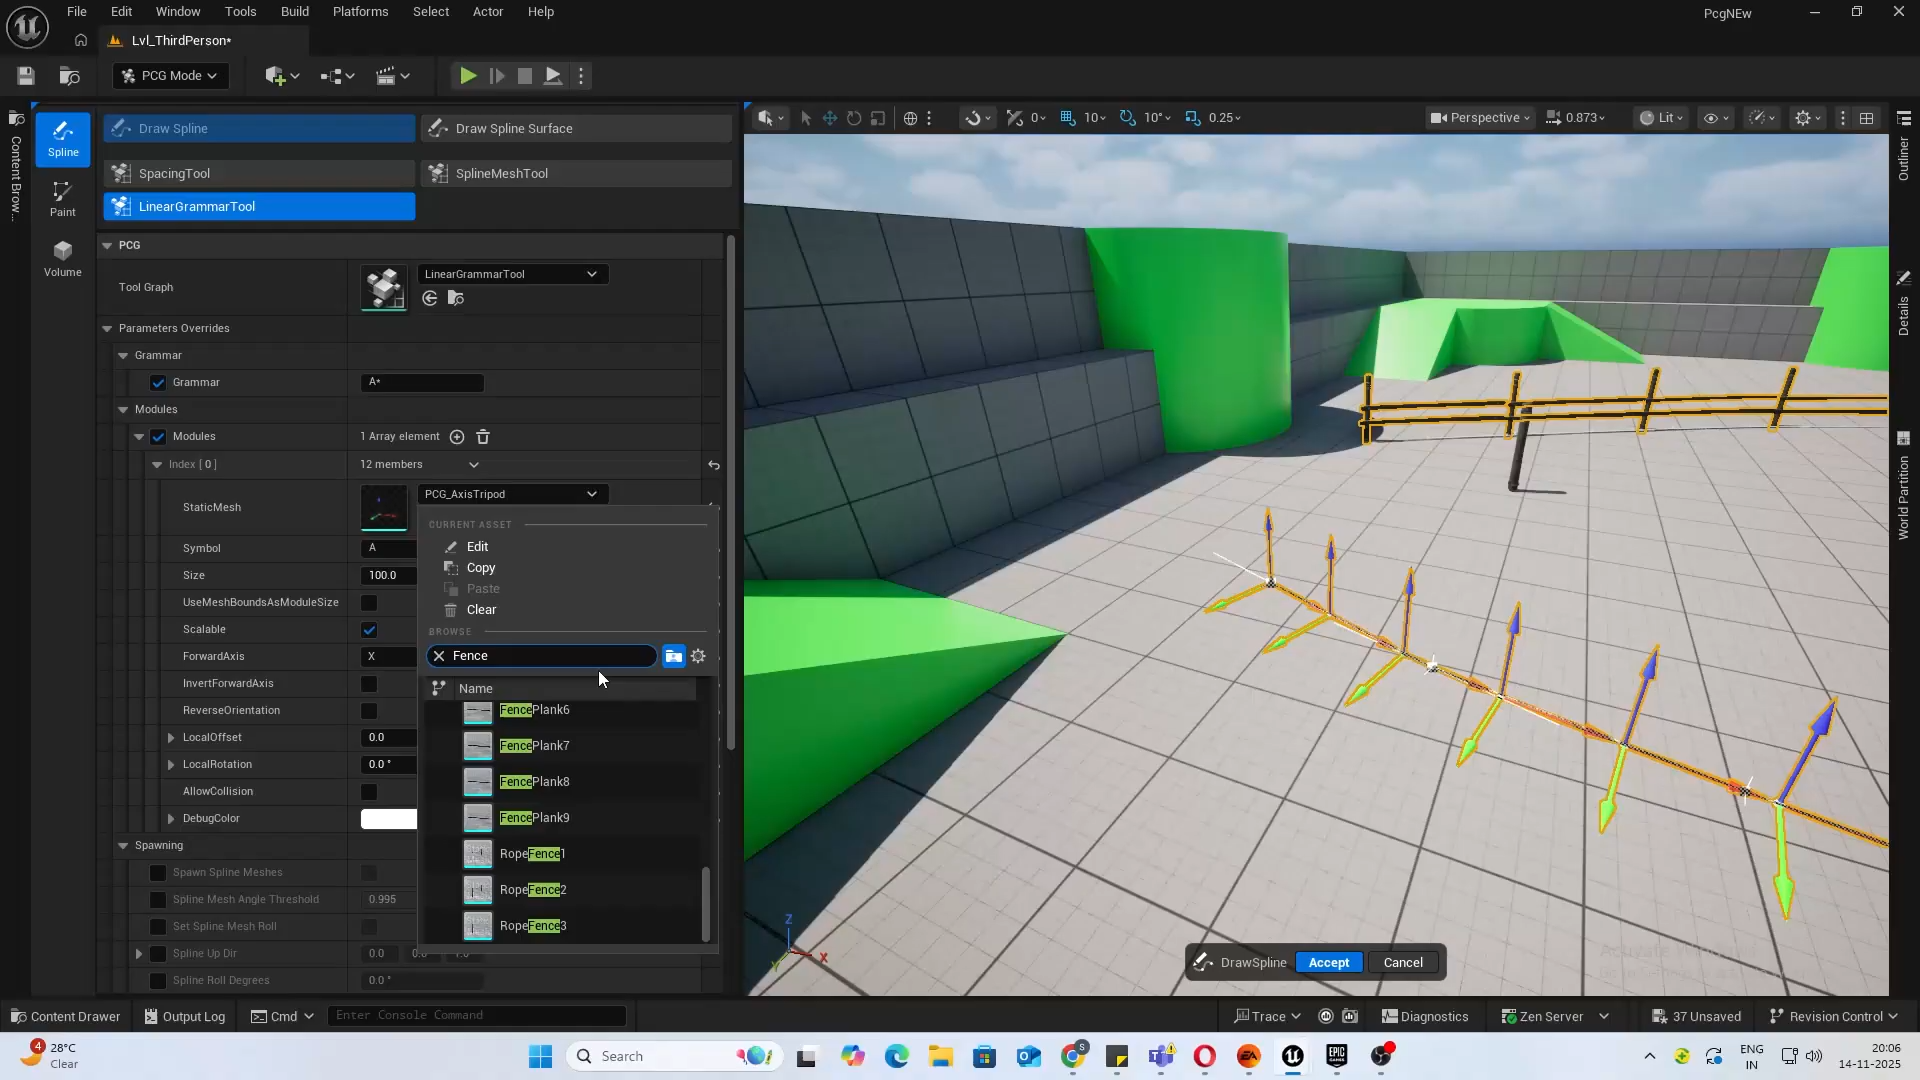 File Edit Window Tools Build Platforms Select Actor Help PcgNEw
Lvl_ThirdPerson*
PCG Mode
Content Brow...
Spline
Paint
Volume
Draw Spline Draw Spline Surface
SpacingTool SplineMeshTool
LinearGrammarTool
PCG
Tool Graph LinearGrammarTool
Parameters Overrides
Grammar
Grammar A*
Modules
Modules 1 Array element
Index [ 0 ] 12 members
StaticMesh PCG_AxisTripod
Symbol A
Size 100.0
UseMeshBoundsAsModuleSize
Scalable
ForwardAxis X
InvertForwardAxis
ReverseOrientation
LocalOffset 0.0
LocalRotation 0.0 °
AllowCollision
DebugColor
Spawning
Spawn Spline Meshes
Spline Mesh Angle Threshold 0.995
Set Spline Mesh Roll
Spline Up Dir 0.0
Spline Roll Degrees 0.0 °
CURRENT ASSET
Edit
Copy
Paste
Clear
BROWSE
Fence
Name
FencePlank6
FencePlank7
FencePlank8
FencePlank9
RopeFence1
RopeFence2
RopeFence3
0 10 10° 0.25 Perspective 0.873 Lit
Z
X
Y
DrawSpline Accept Cancel
Outliner
Details
World Partition
Content Drawer Output Log Cmd Enter Console Command Trace Diagnostics Zen Server 37 Unsaved Revision Control
4 28°C
Clear
Search
ENG
IN
20:06
14-11-2025